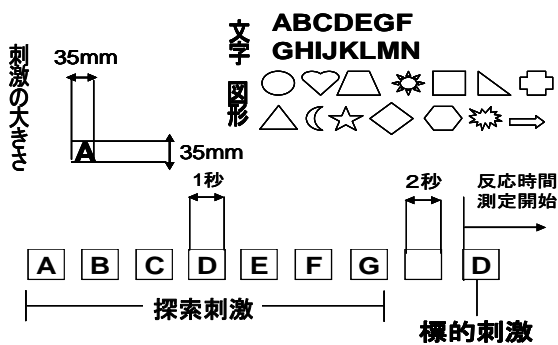 文字
ABCDEGF
GHIJKLMN
図形
刺激の大きさ
35mm
A
35mm
1秒
2秒
反応時間
測定開始
A B C D E F G D
探索刺激
標的刺激